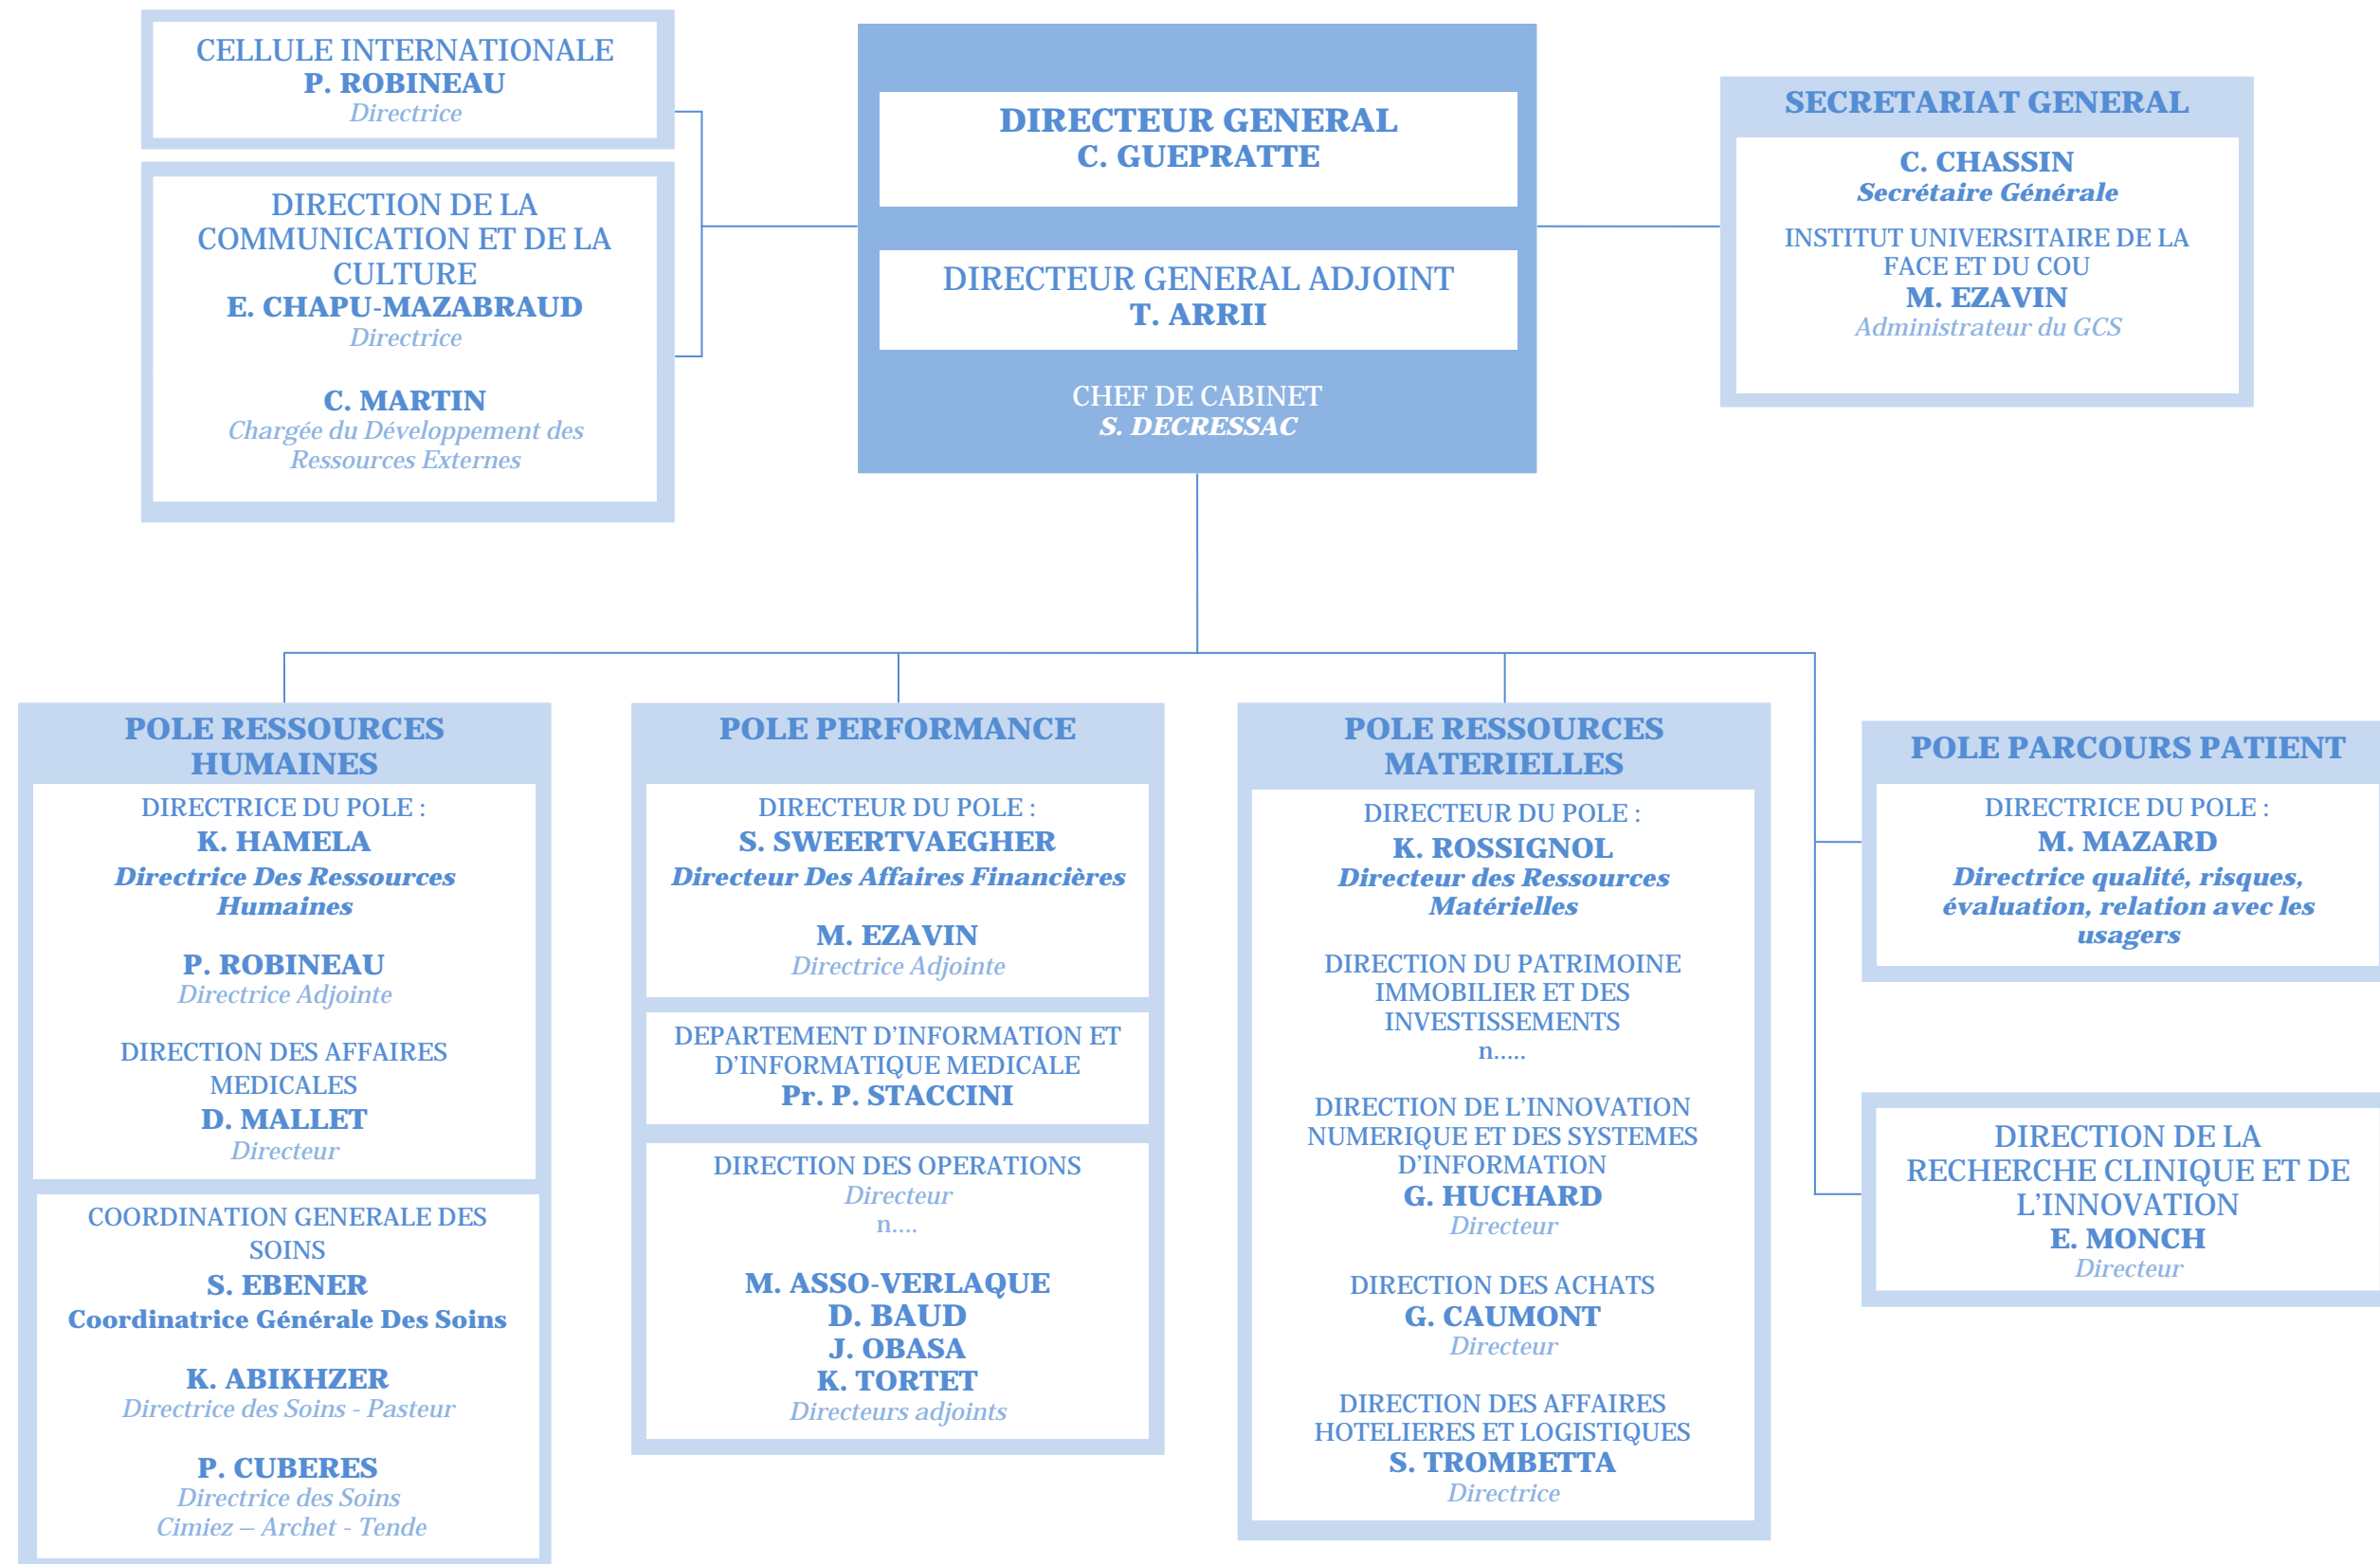 CELLULE INTERNATIONALE
P. ROBINEAU
Directrice
DIRECTION DE LA
COMMUNICATION ET DE LA
CULTURE
E. CHAPU-MAZABRAUD
Directrice
C. MARTIN
Chargée du Développement des
Ressources Externes
DIRECTEUR GENERAL
C. GUEPRATTE
DIRECTEUR GENERAL ADJOINT
T. ARRII
CHEF DE CABINET
S. DECRESSAC
SECRETARIAT GENERAL
C. CHASSIN
Secrétaire Générale
INSTITUT UNIVERSITAIRE DE LA
FACE ET DU COU
M. EZAVIN
Administrateur du GCS
POLE RESSOURCES
HUMAINES
DIRECTRICE DU POLE :
K. HAMELA
Directrice Des Ressources
Humaines
P. ROBINEAU
Directrice Adjointe
DIRECTION DES AFFAIRES
MEDICALES
D. MALLET
Directeur
COORDINATION GENERALE DES
SOINS
S. EBENER
Coordinatrice Générale Des Soins
K. ABIKHZER
Directrice des Soins - Pasteur
P. CUBERES
Directrice des Soins
Cimiez – Archet - Tende
POLE PERFORMANCE
DIRECTEUR DU POLE :
S. SWEERTVAEGHER
Directeur Des Affaires Financières
M. EZAVIN
Directrice Adjointe
DEPARTEMENT D'INFORMATION ET
D'INFORMATIQUE MEDICALE
Pr. P. STACCINI
DIRECTION DES OPERATIONS
Directeur
n....
M. ASSO-VERLAQUE
D. BAUD
J. OBASA
K. TORTET
Directeurs adjoints
POLE RESSOURCES
MATERIELLES
DIRECTEUR DU POLE :
K. ROSSIGNOL
Directeur des Ressources
Matérielles
DIRECTION DU PATRIMOINE
IMMOBILIER ET DES
INVESTISSEMENTS
n.....
DIRECTION DE L'INNOVATION
NUMERIQUE ET DES SYSTEMES
D'INFORMATION
G. HUCHARD
Directeur
DIRECTION DES ACHATS
G. CAUMONT
Directeur
DIRECTION DES AFFAIRES
HOTELIERES ET LOGISTIQUES
S. TROMBETTA
Directrice
POLE PARCOURS PATIENT
DIRECTRICE DU POLE :
M. MAZARD
Directrice qualité, risques,
évaluation, relation avec les
usagers
DIRECTION DE LA
RECHERCHE CLINIQUE ET DE
L'INNOVATION
E. MONCH
Directeur